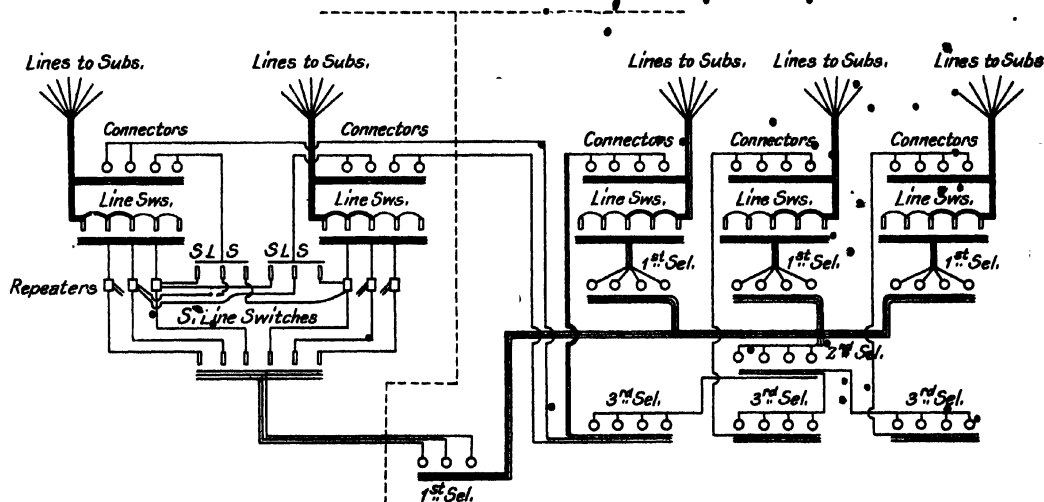 Lines to Subs.
Lines to Subs.
Lines to Subs.
Lines to Subs.
Lines to Subs
Connectors
Connectors
Connectors
Connectors
Connectors
Line Sws.
Line Sws.
Line Sws.
Line Sws.
Line Sws.
S L S
S L S
1st Sel.
1st Sel.
1st Sel.
Repeaters
S. Line Switches
2nd Sel.
3rd Sel.
3rd Sel.
3rd Sel.
1st Sel.